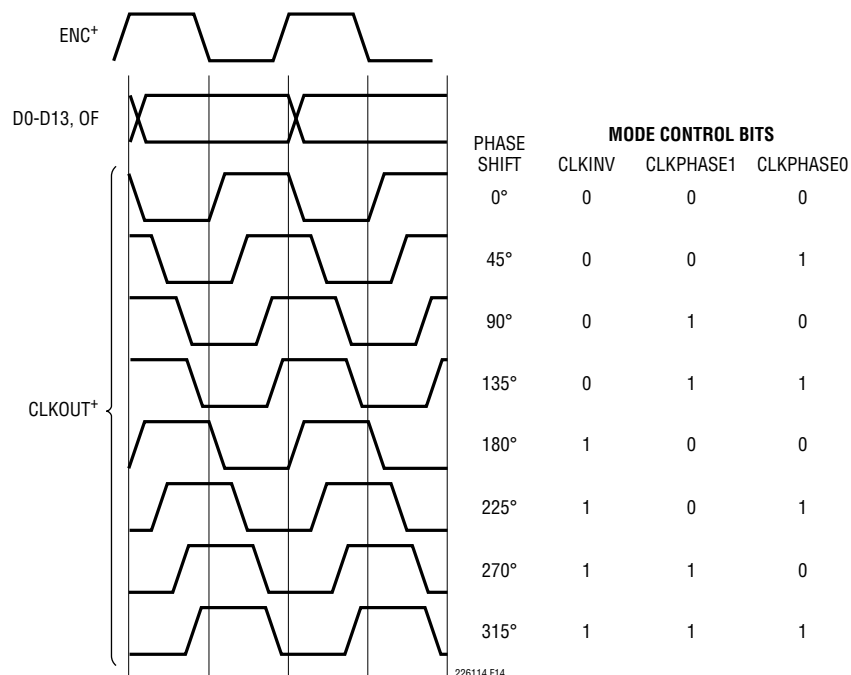 ENC+
D0-D13, OF
CLKOUT+
PHASE SHIFT
MODE CONTROL BITS
CLKINV CLKPHASE1 CLKPHASE0
0° 0 0 0
45° 0 0 1
90° 0 1 0
135° 0 1 1
180° 1 0 0
225° 1 0 1
270° 1 1 0
315° 1 1 1
226114 F14